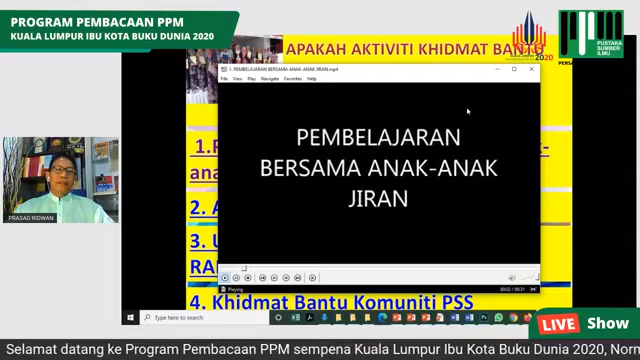 PROGRAM PEMBACAAN PPM
KUALA LUMPUR IBU KOTA BUKU DUNIA 2020
APAKAH AKTIVITI KHIDMAT BANTU
2020
PUSTAKA
SUMBER
ILMU
PERSA
1. PEMBELAJARAN BERSAMA ANAK-ANAK JIRAN.mp4
File View Play Navigate Favorites Help
PEMBELAJARAN
BERSAMA ANAK-ANAK
JIRAN
1.P
k-
ana
2. A
3. U
RA
4. Khidmat Bantu Komuniti PSS
Playing
00:02 / 00:31
PRASAD RIDWAN
Type here to search
LIVE Show
Selamat datang ke Program Pembacaan PPM sempena Kuala Lumpur Ibu Kota Buku Dunia 2020, Norm